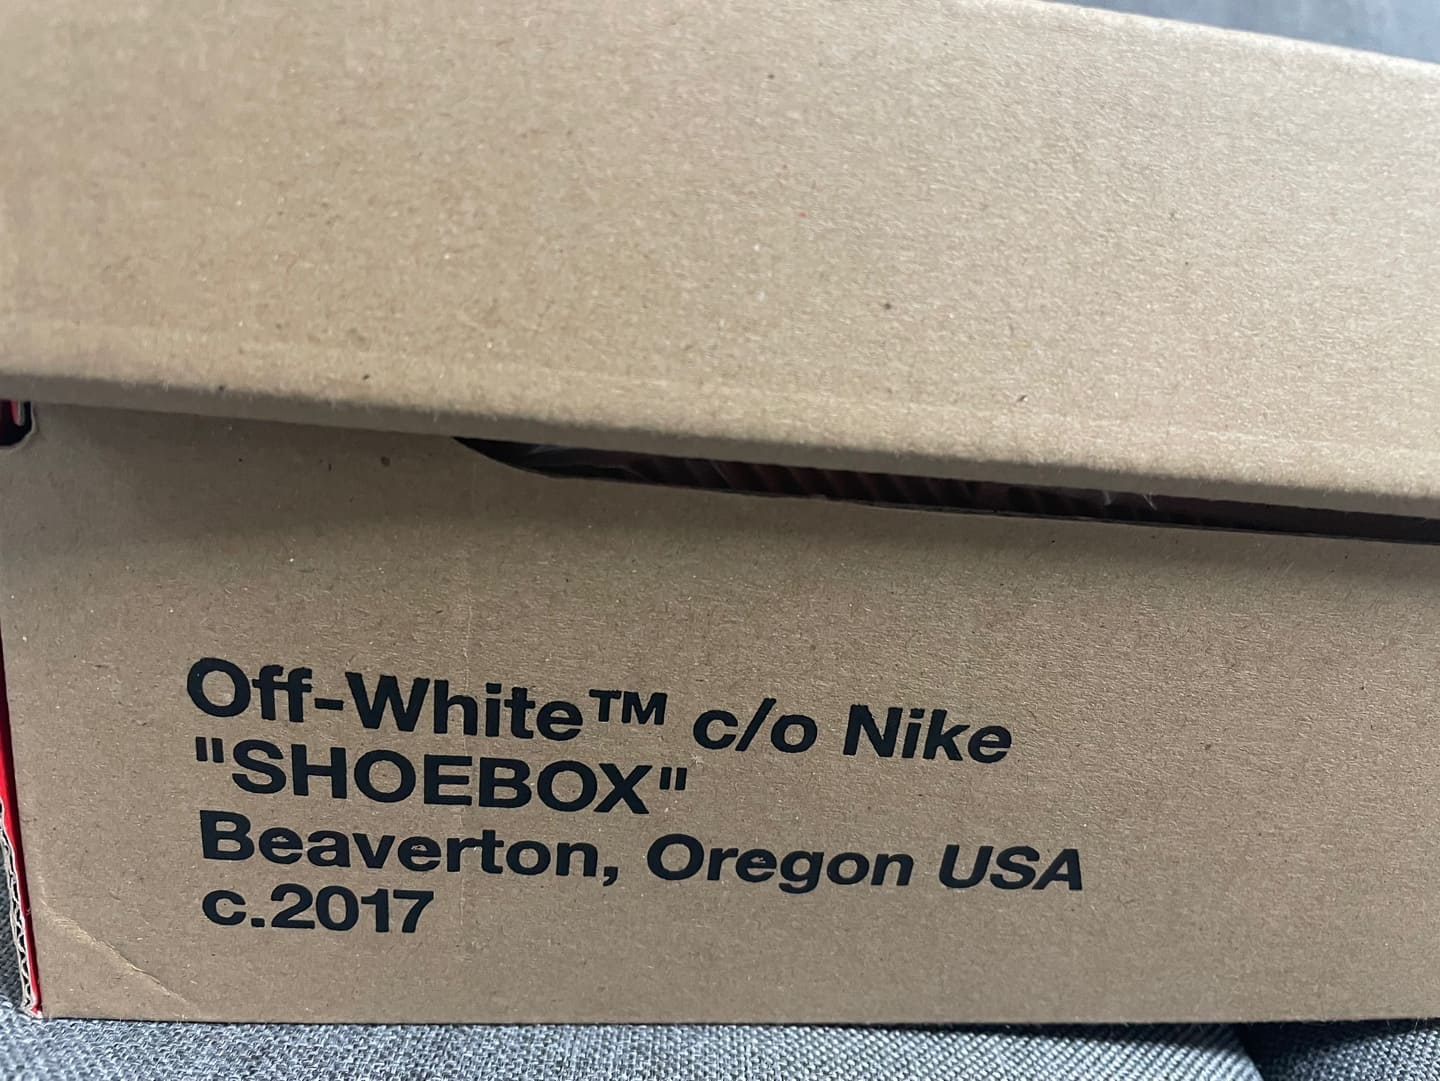 Off-White™ c/o Nike
"SHOEBOX"
Beaverton, Oregon USA
c.2017